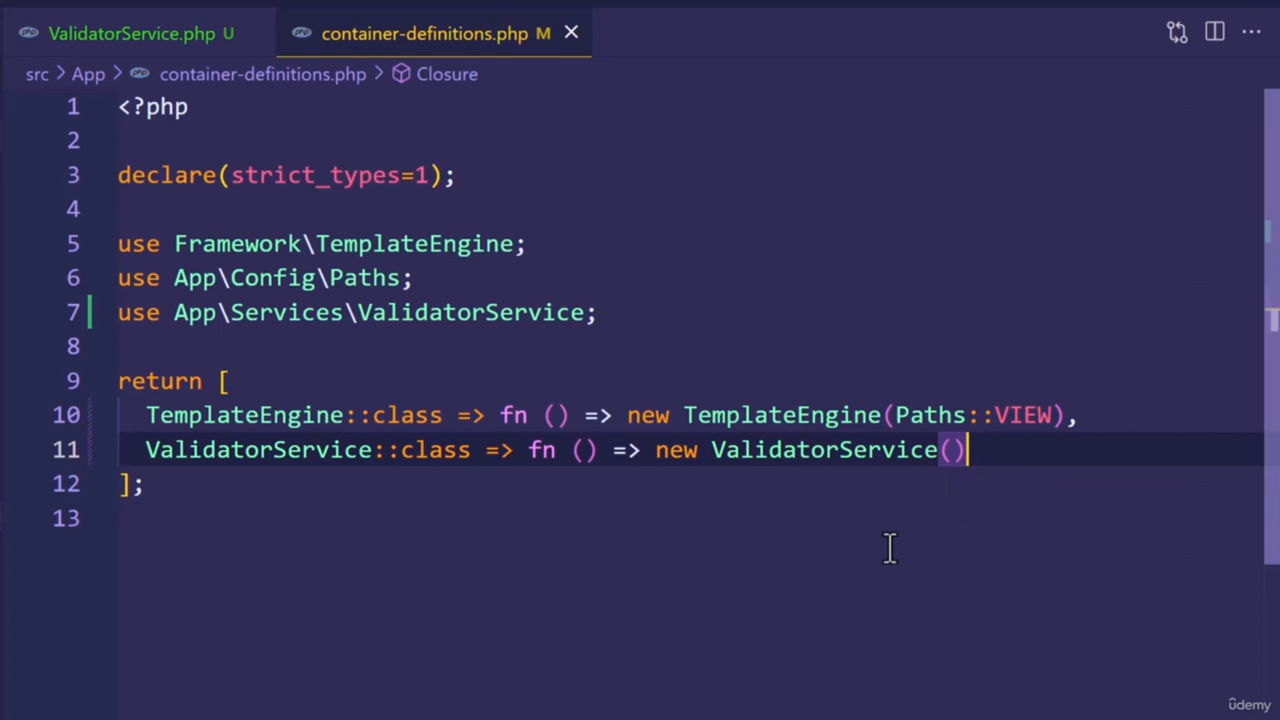 ValidatorService.php U
container-definitions.php M
src > App > container-definitions.php > Closure
1 <?php
2
3 declare(strict_types=1);
4
5 use Framework\TemplateEngine;
6 use App\Config\Paths;
7 use App\Services\ValidatorService;
8
9 return [
10 TemplateEngine::class => fn () => new TemplateEngine(Paths::VIEW),
11 ValidatorService::class => fn () => new ValidatorService()
12 ];
13
ûdemy